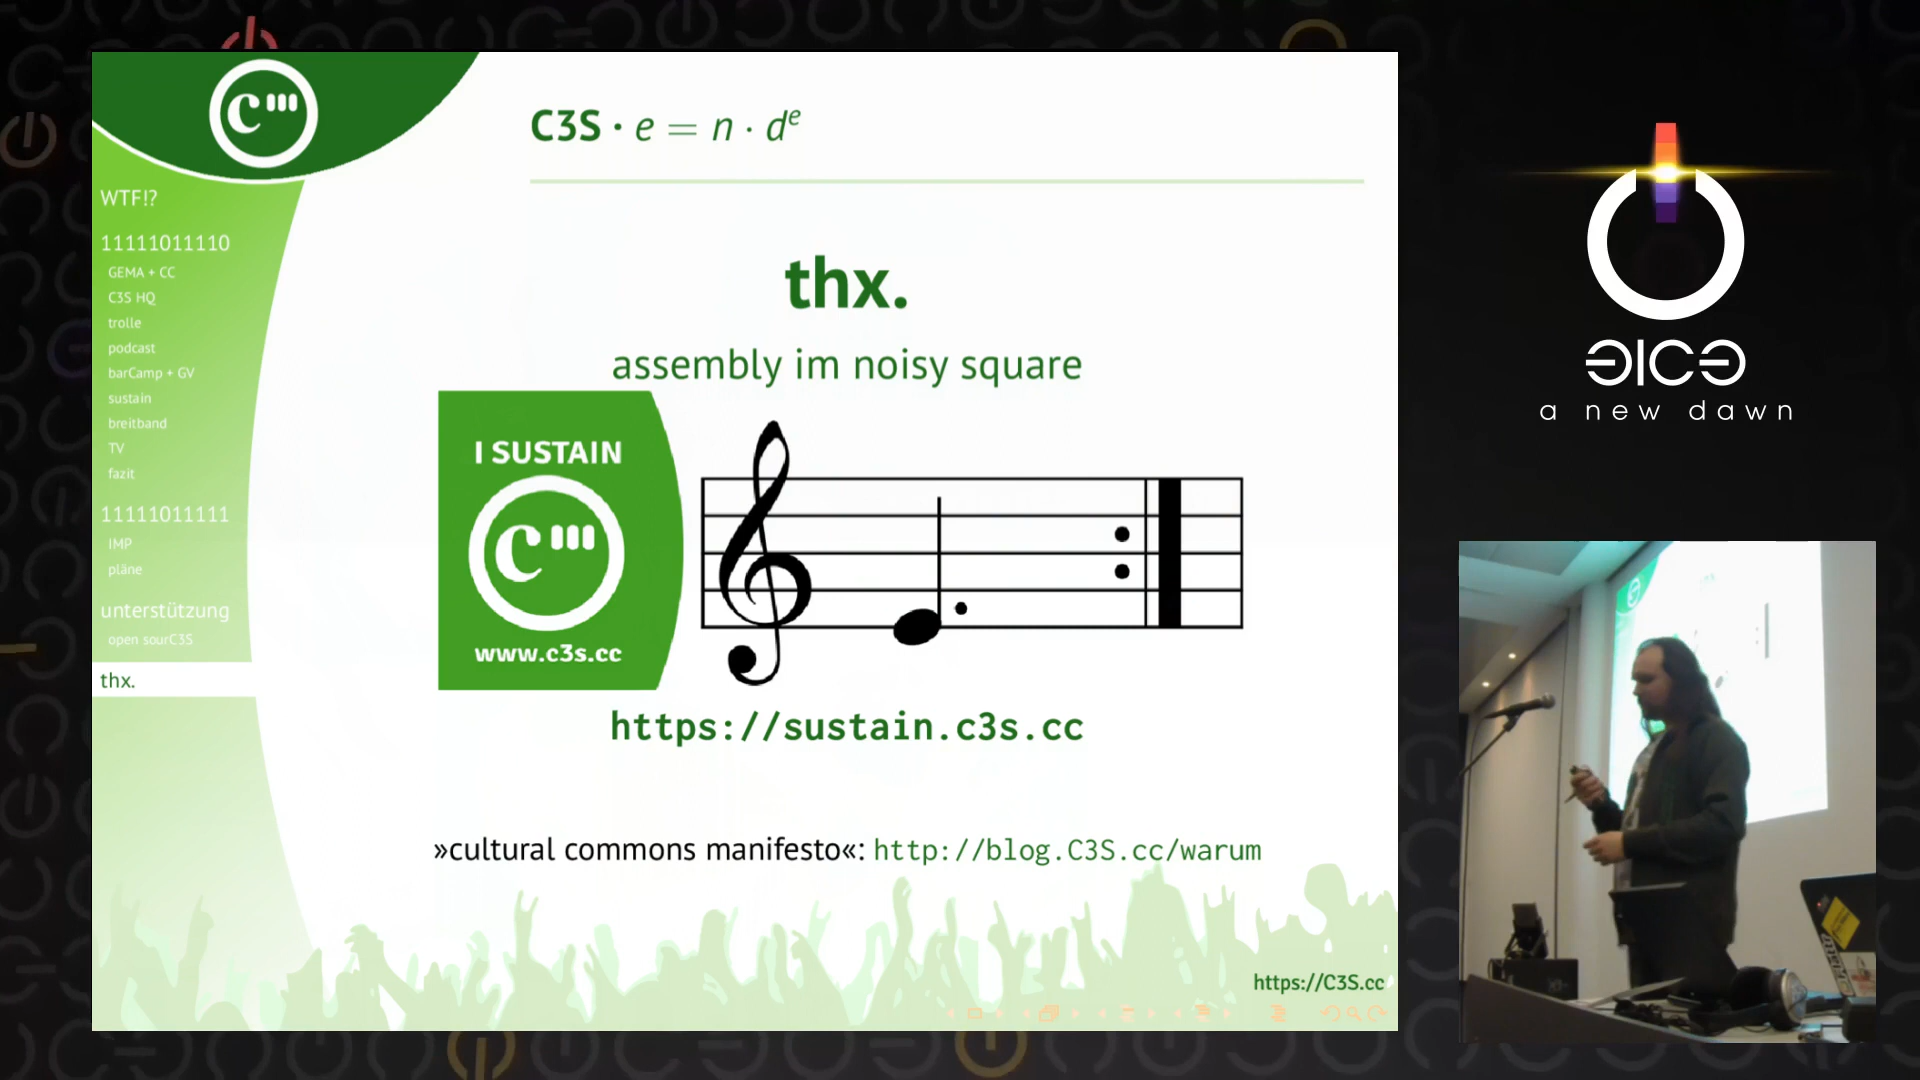 C3S · e = n · dᵉ
WTF!?
11111011110
GEMA + CC
C3S HQ
trolle
podcast
barCamp + GV
sustain
breitband
TV
fazit
11111011111
IMP
pläne
unterstützung
open sourC3S
thx.
thx.
assembly im noisy square
I SUSTAIN
c'''
www.c3s.cc
https://sustain.c3s.cc
»cultural commons manifesto«: http://blog.C3S.cc/warum
https://C3S.cc
a new dawn